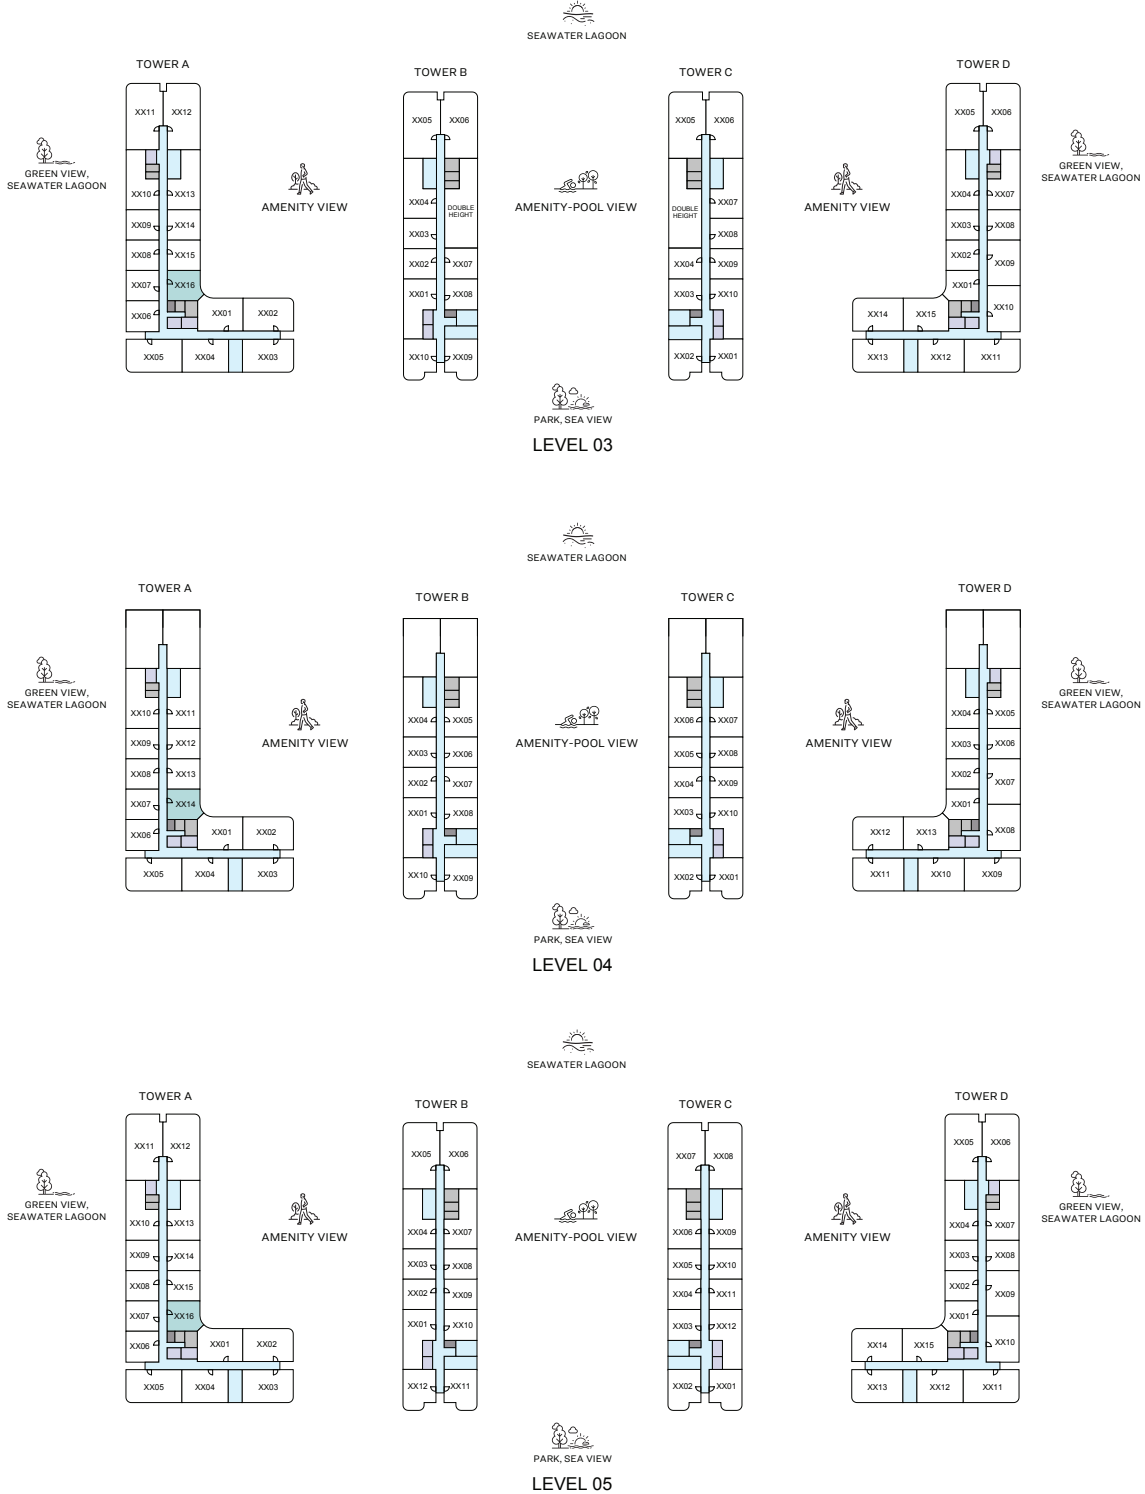 SEAWATER LAGOON
TOWER A
TOWER B
TOWER C
TOWER D
XX11 XX12
XX05 XX06
XX05 XX06
XX05 XX06
GREEN VIEW,
SEAWATER LAGOON
AMENITY VIEW
AMENITY-POOL VIEW
AMENITY VIEW
GREEN VIEW,
SEAWATER LAGOON
XX10 XX13
XX04 DOUBLE
HEIGHT
DOUBLE
HEIGHT XX07
XX04 XX07
XX09 XX14
XX03
XX08
XX03 XX08
XX08 XX15
XX02 XX07
XX04 XX09
XX02 XX09
XX07 XX16
XX01 XX08
XX03 XX10
XX01
XX06 XX01 XX02
XX14 XX15 XX10
XX05 XX04 XX03
XX10 XX09
XX02 XX01
XX13 XX12 XX11
PARK, SEA VIEW
LEVEL 03
SEAWATER LAGOON
TOWER A
TOWER B
TOWER C
TOWER D
GREEN VIEW,
SEAWATER LAGOON
AMENITY VIEW
AMENITY-POOL VIEW
AMENITY VIEW
GREEN VIEW,
SEAWATER LAGOON
XX10 XX11
XX04 XX05
XX06 XX07
XX04 XX05
XX09 XX12
XX03 XX06
XX05 XX08
XX03 XX06
XX08 XX13
XX02 XX07
XX04 XX09
XX02 XX07
XX07 XX14
XX01 XX08
XX03 XX10
XX01
XX06 XX01 XX02
XX12 XX13 XX08
XX05 XX04 XX03
XX10 XX09
XX02 XX01
XX11 XX10 XX09
PARK, SEA VIEW
LEVEL 04
SEAWATER LAGOON
TOWER A
TOWER B
TOWER C
TOWER D
XX11 XX12
XX05 XX06
XX07 XX08
XX05 XX06
GREEN VIEW,
SEAWATER LAGOON
AMENITY VIEW
AMENITY-POOL VIEW
AMENITY VIEW
GREEN VIEW,
SEAWATER LAGOON
XX10 XX13
XX04 XX07
XX06 XX09
XX04 XX07
XX09 XX14
XX03 XX08
XX05 XX10
XX03 XX08
XX08 XX15
XX02 XX09
XX04 XX11
XX02 XX09
XX07 XX16
XX01 XX10
XX03 XX12
XX01
XX06 XX01 XX02
XX14 XX15 XX10
XX05 XX04 XX03
XX12 XX11
XX02 XX01
XX13 XX12 XX11
PARK, SEA VIEW
LEVEL 05